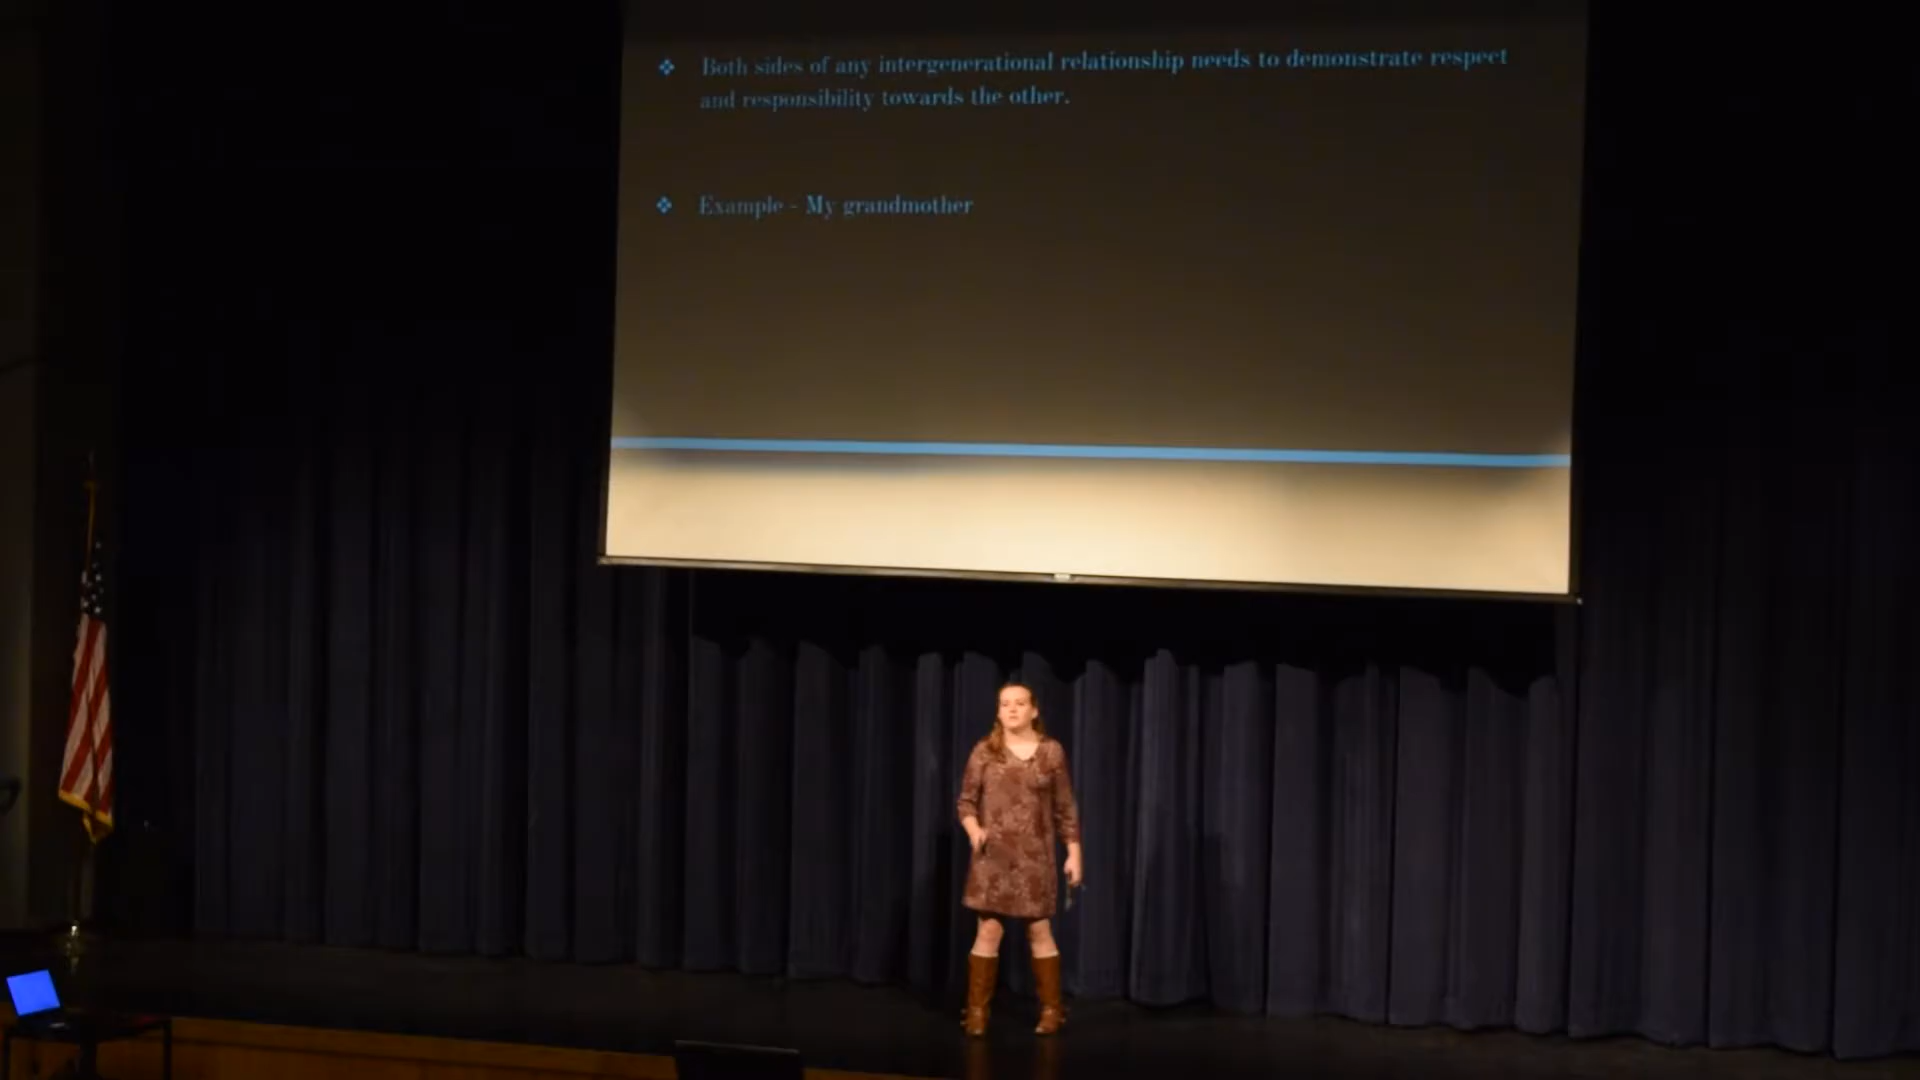 ❖ Both sides of any intergenerational relationship needs to demonstrate respect
and responsibility towards the other.
❖ Example - My grandmother